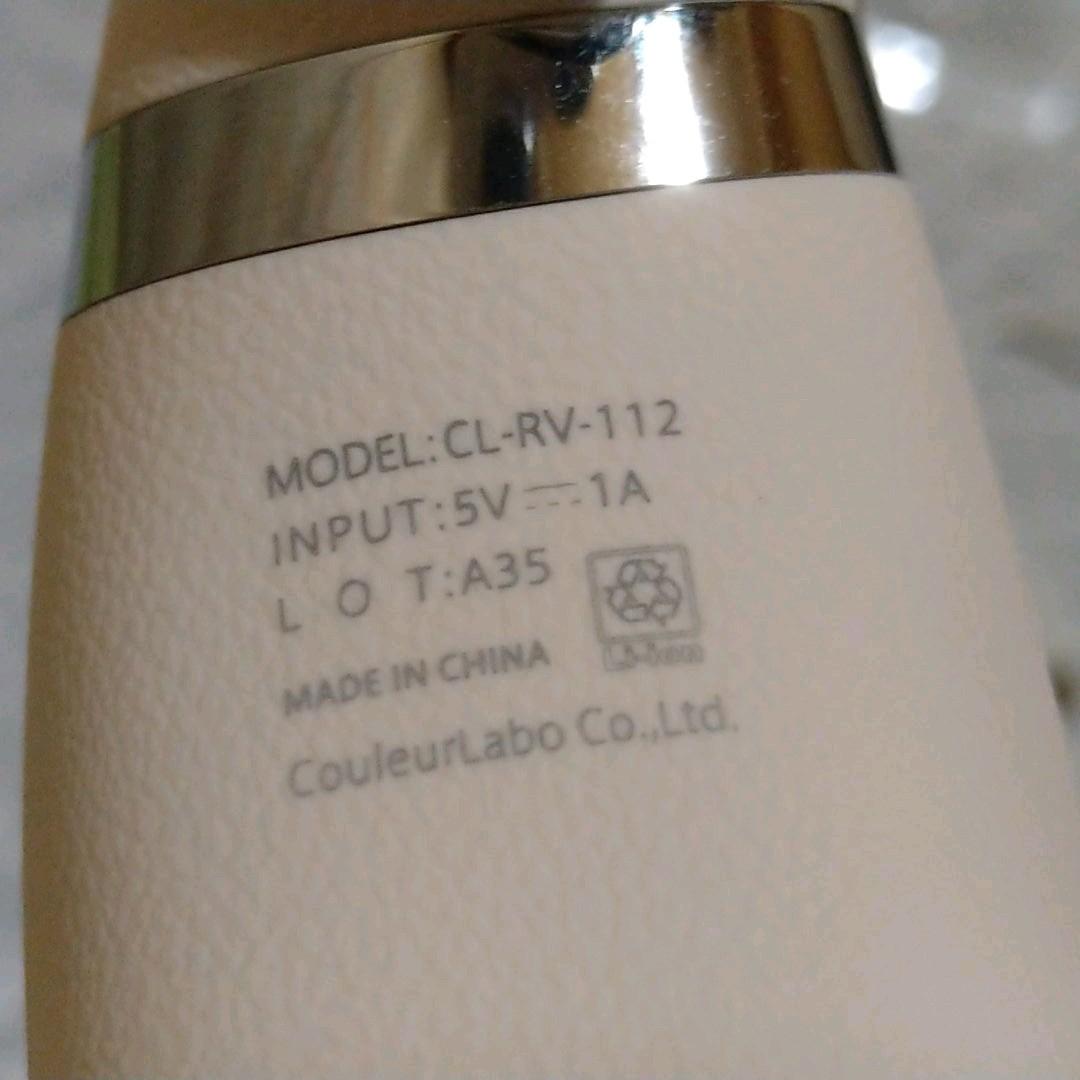 MODEL:CL-RV-112
INPUT:5V⎓1A
L O T:A35
MADE IN CHINA
CouleurLabo Co.,Ltd.